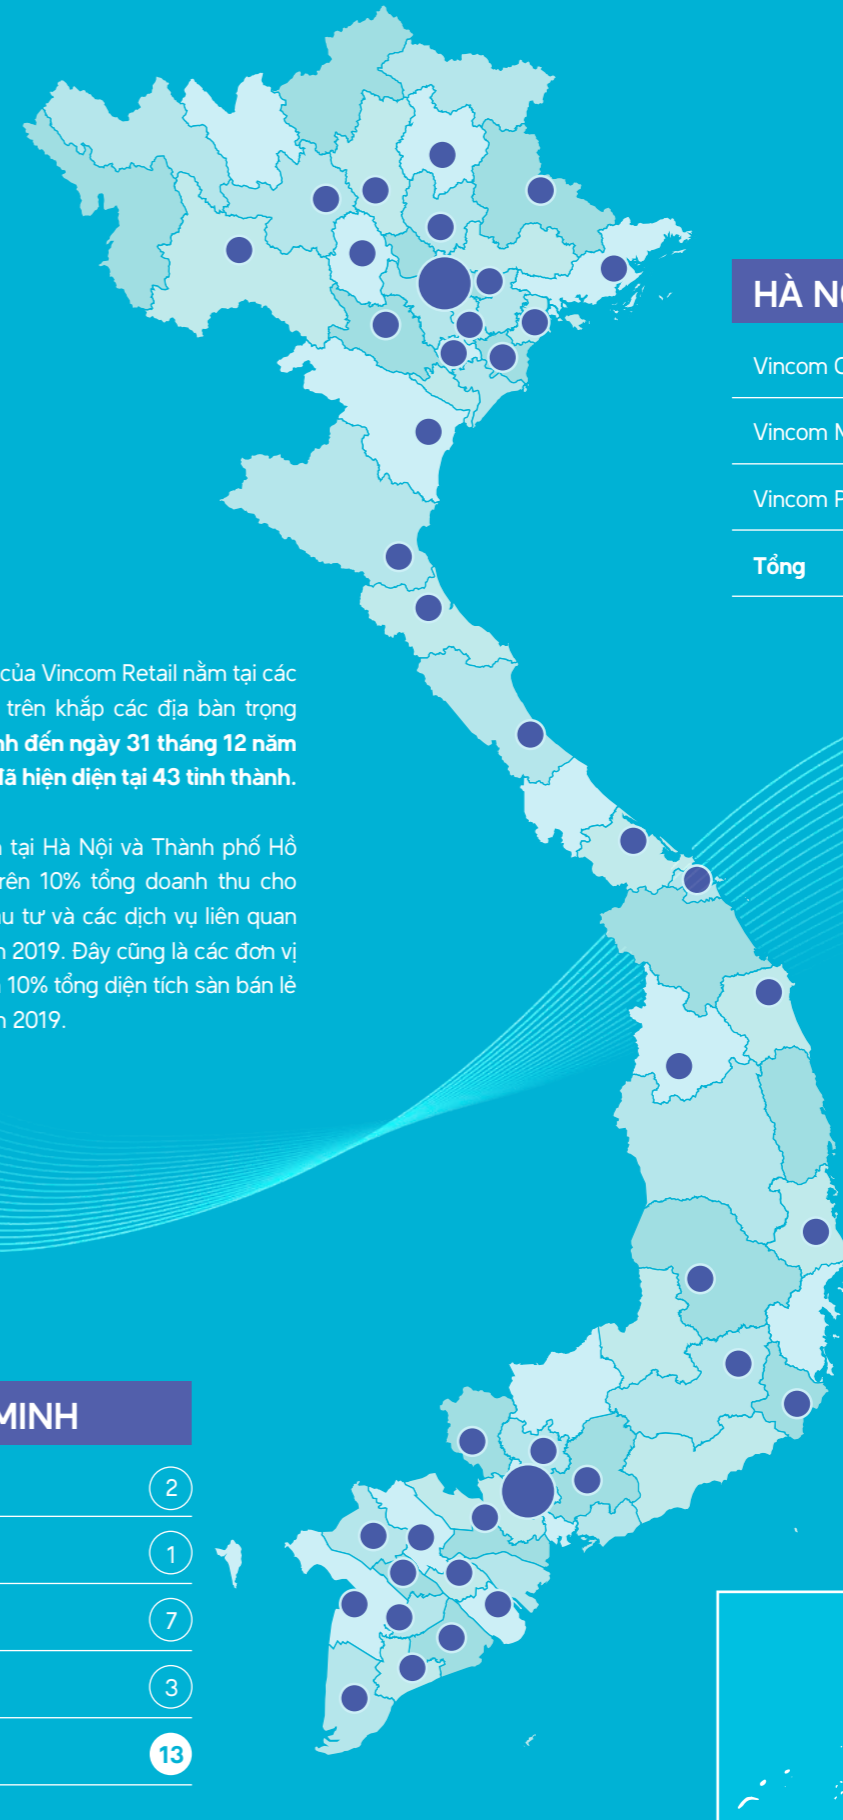 HÀ N
Vincom
Vincom
Vincom
Tổng
của Vincom Retail nằm tại các
trên khắp các địa bàn trọng
đến ngày 31 tháng 12 năm
đã hiện diện tại 43 tỉnh thành.
tại Hà Nội và Thành phố Hồ
trên 10% tổng doanh thu cho
tư và các dịch vụ liên quan
2019. Đây cũng là các đơn vị
10% tổng diện tích sàn bán lẻ
2019.
MINH
2
1
7
3
13